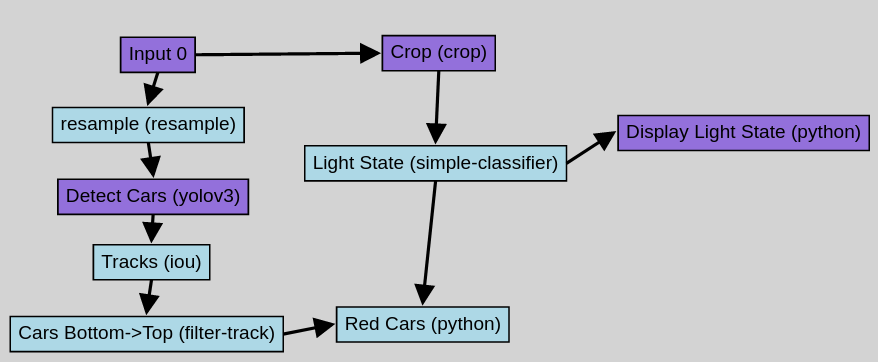 Input 0
Crop (crop)
resample (resample)
Display Light State (python)
Light State (simple-classifier)
Detect Cars (yolov3)
Tracks (iou)
Cars Bottom->Top (filter-track)
Red Cars (python)